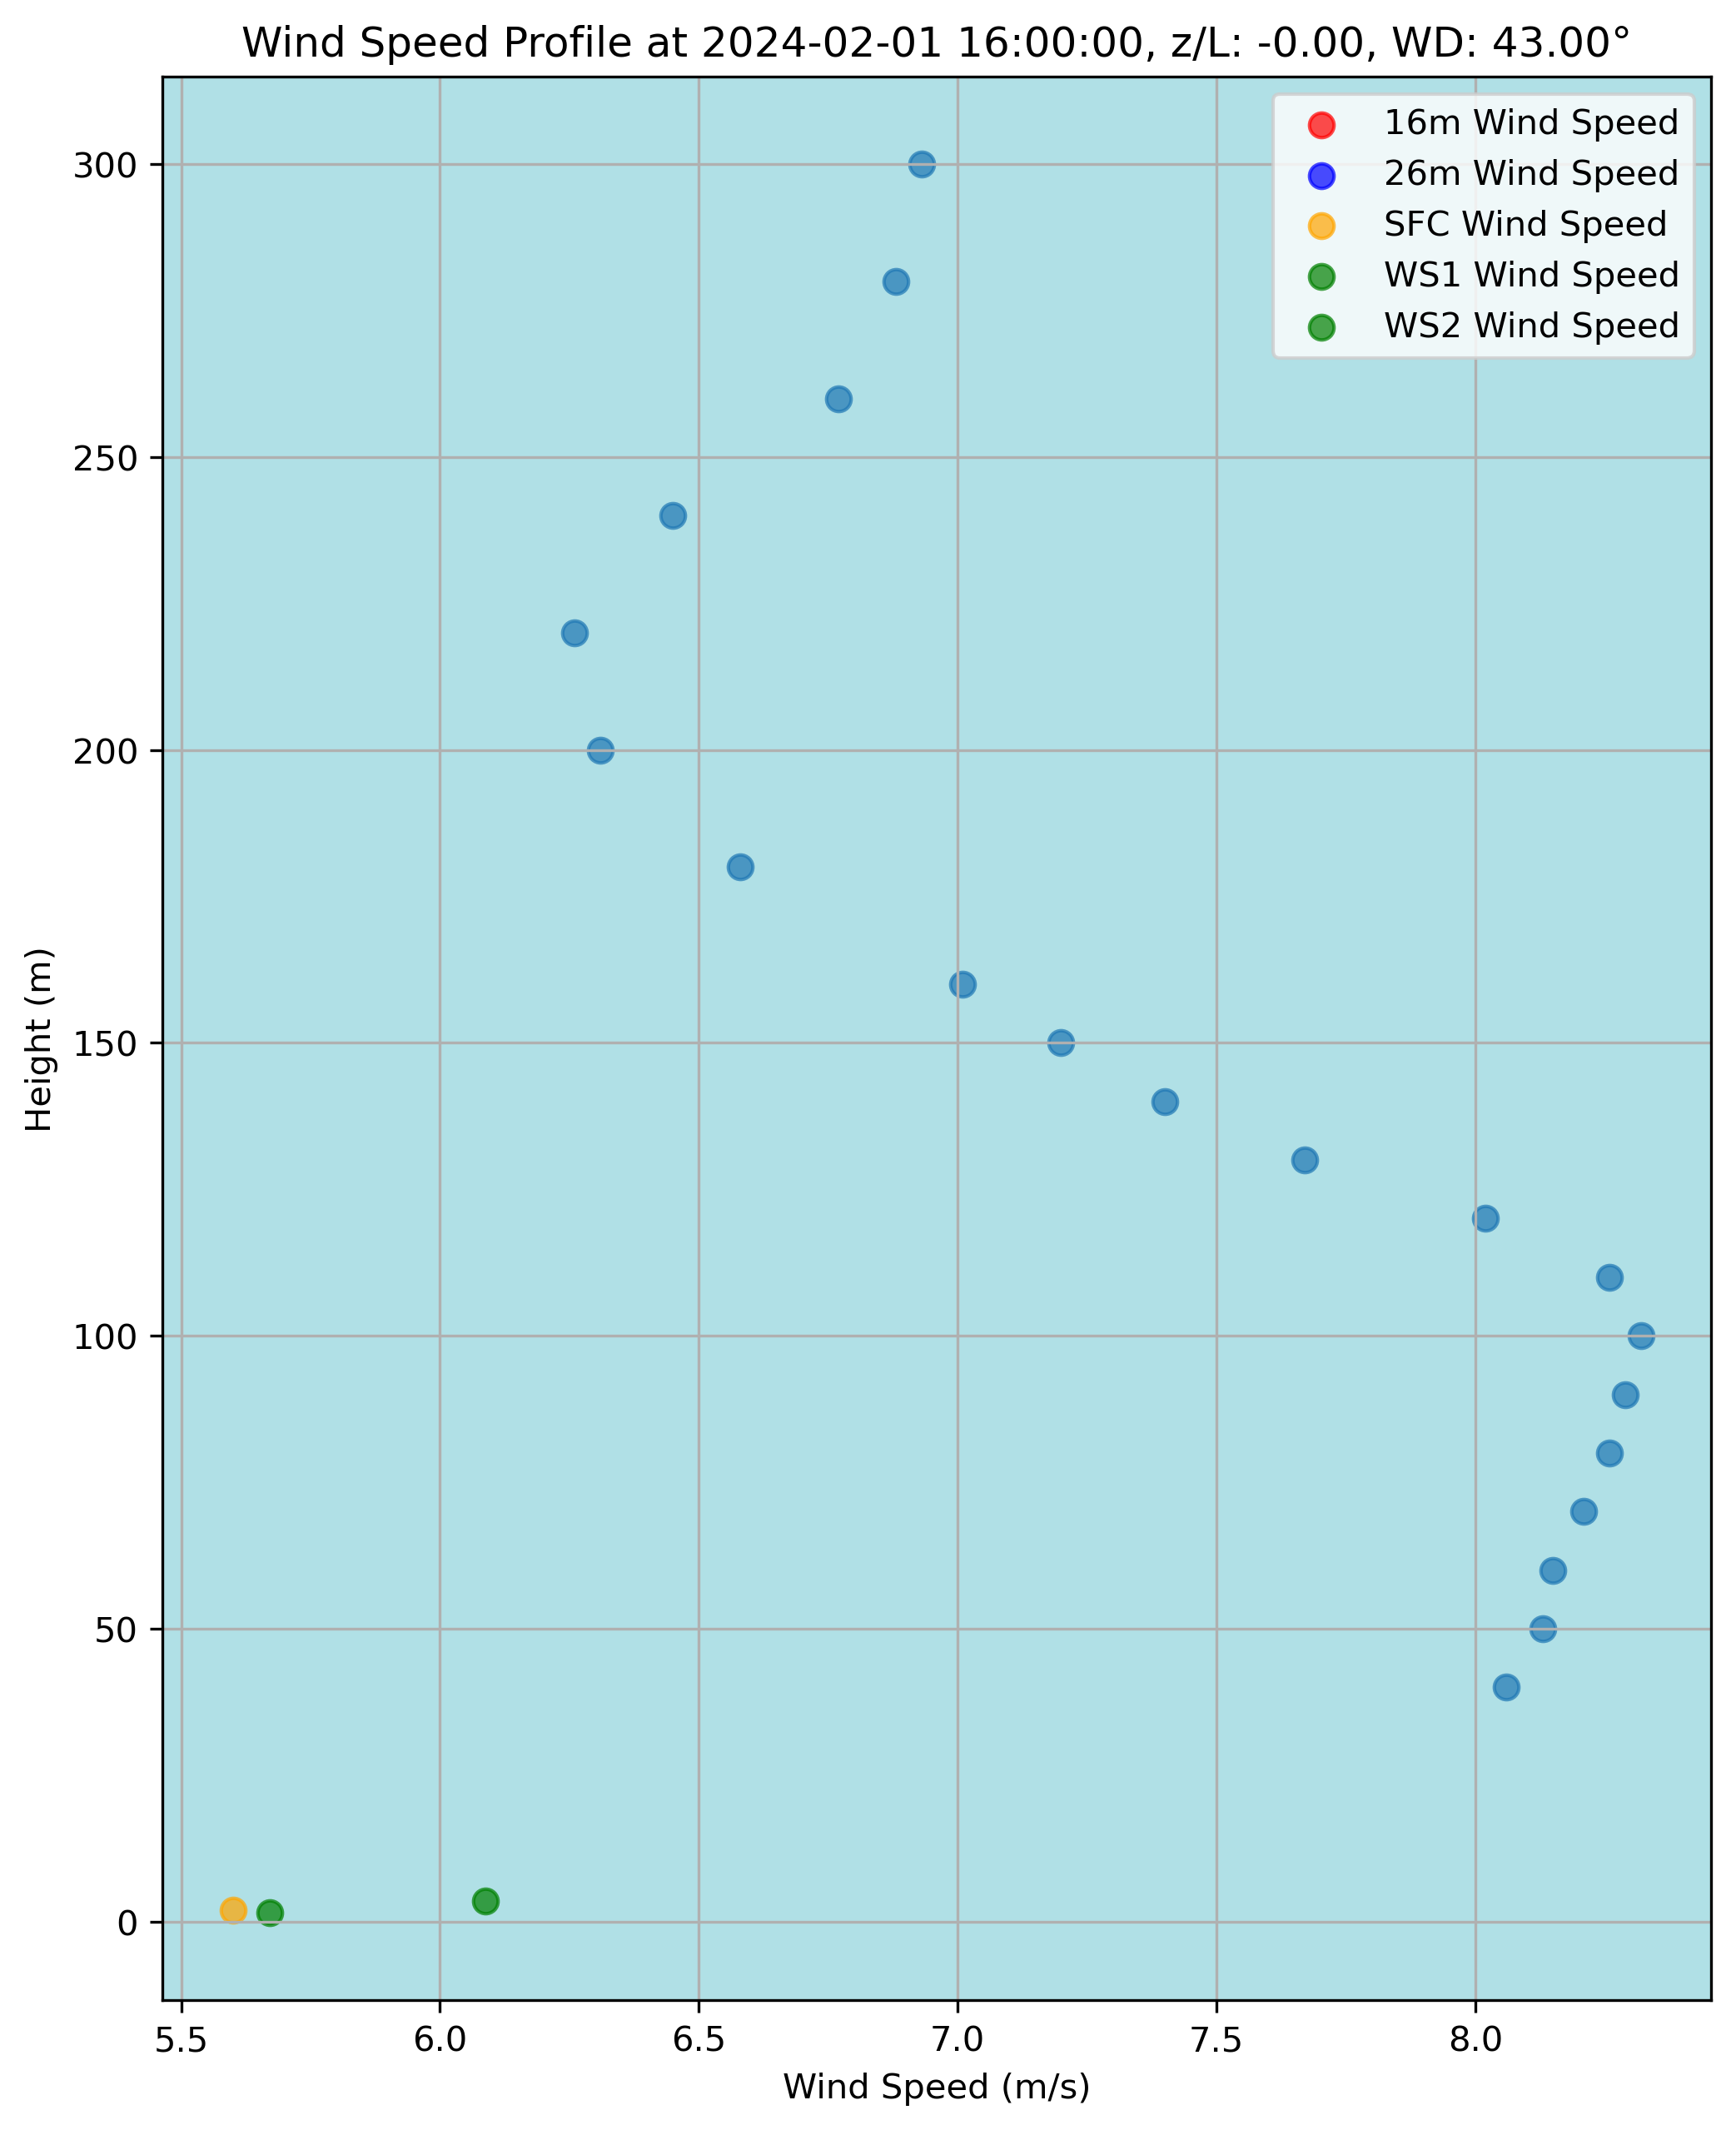 Wind Speed Profile at 2024-02-01 16:00:00, z/L: -0.00, WD: 43.00°
16m Wind Speed
26m Wind Speed
SFC Wind Speed
WS1 Wind Speed
WS2 Wind Speed
300
250
200
150
100
50
0
Height (m)
5.5 6.0 6.5 7.0 7.5 8.0
Wind Speed (m/s)